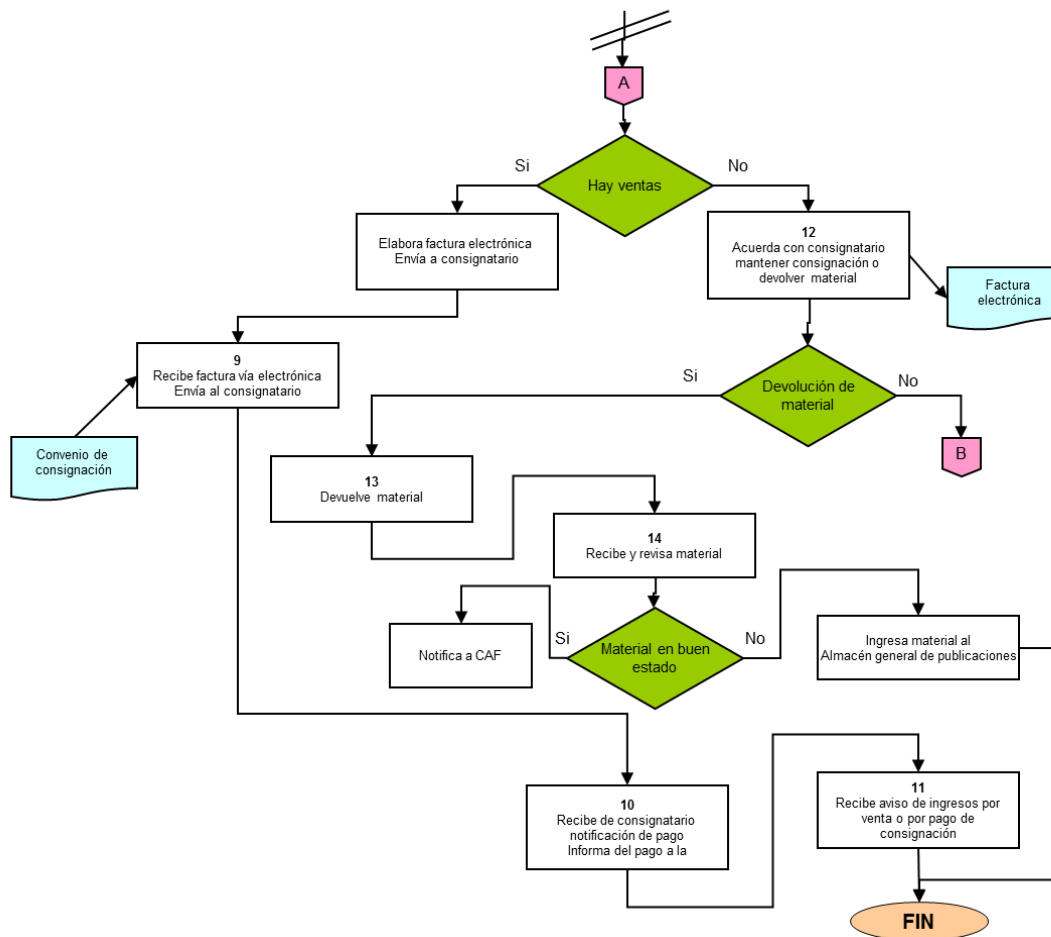 A
Si
No
Hay ventas
Elabora factura electrónica
Envía a consignatario
12
Acuerda con consignatario
mantener consignación o
devolver material
Factura
electrónica
9
Recibe factura vía electrónica
Envía al consignatario
Convenio de
consignación
Si
Devolución de
material
No
B
13
Devuelve material
14
Recibe y revisa material
Notifica a CAF
Si
Material en buen
estado
No
Ingresa material al
Almacén general de publicaciones
10
Recibe de consignatario
notificación de pago
Informa del pago a la
11
Recibe aviso de ingresos por
venta o por pago de
consignación
FIN